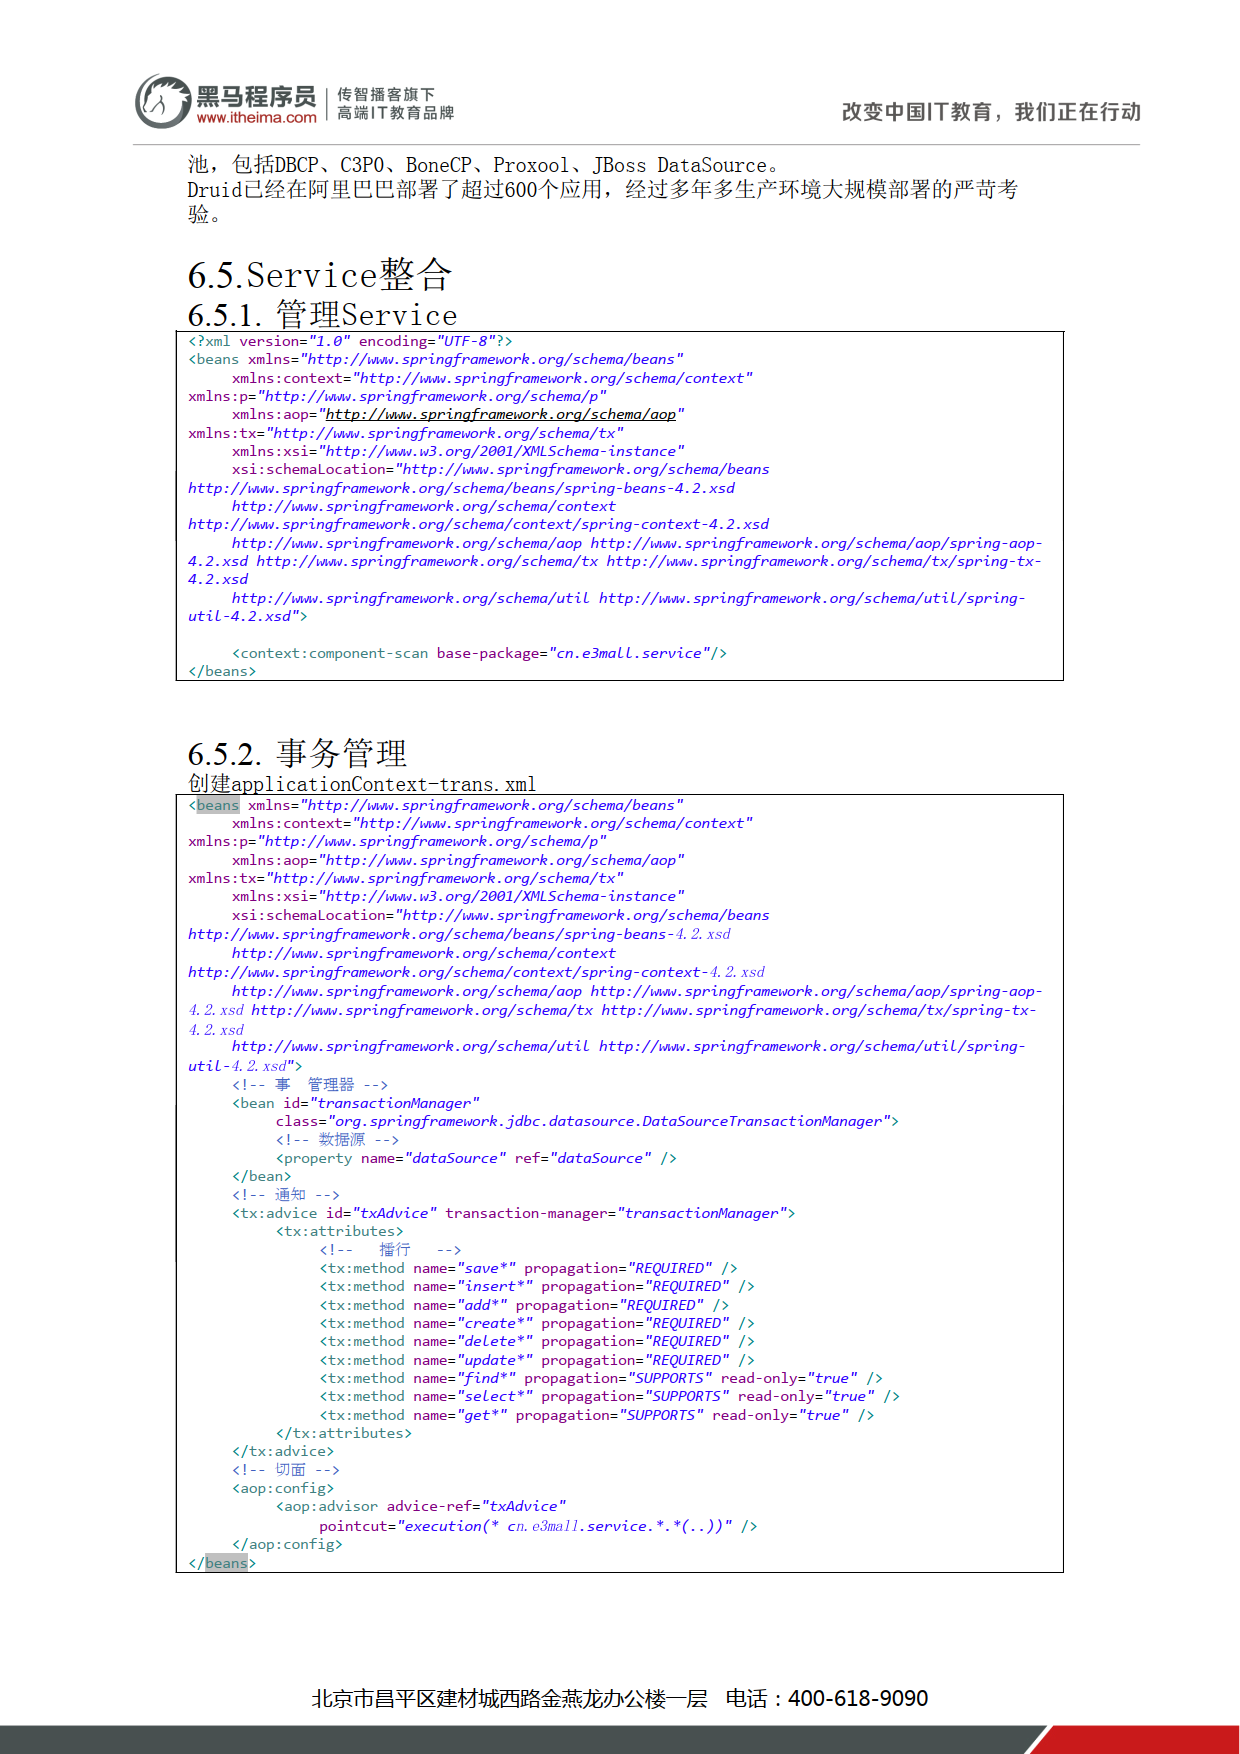 黑马程序员
www.itheima.com
传智播客旗下
高端IT教育品牌
改变中国IT教育，我们正在行动
池，包括DBCP、C3P0、BoneCP、Proxool、JBoss DataSource。
Druid已经在阿里巴巴部署了超过600个应用，经过多年多生产环境大规模部署的严苛考
验。
6.5.Service整合
6.5.1. 管理Service
<?xml version="1.0" encoding="UTF-8"?>
<beans xmlns="http://www.springframework.org/schema/beans"
xmlns:context="http://www.springframework.org/schema/context"
xmlns:p="http://www.springframework.org/schema/p"
xmlns:aop="http://www.springframework.org/schema/aop"
xmlns:tx="http://www.springframework.org/schema/tx"
xmlns:xsi="http://www.w3.org/2001/XMLSchema-instance"
xsi:schemaLocation="http://www.springframework.org/schema/beans
http://www.springframework.org/schema/beans/spring-beans-4.2.xsd
http://www.springframework.org/schema/context
http://www.springframework.org/schema/context/spring-context-4.2.xsd
http://www.springframework.org/schema/aop http://www.springframework.org/schema/aop/spring-aop-
4.2.xsd http://www.springframework.org/schema/tx http://www.springframework.org/schema/tx/spring-tx-
4.2.xsd
http://www.springframework.org/schema/util http://www.springframework.org/schema/util/spring-
util-4.2.xsd">
<context:component-scan base-package="cn.e3mall.service"/>
</beans>
6.5.2. 事务管理
创建applicationContext-trans.xml
<beans xmlns="http://www.springframework.org/schema/beans"
xmlns:context="http://www.springframework.org/schema/context"
xmlns:p="http://www.springframework.org/schema/p"
xmlns:aop="http://www.springframework.org/schema/aop"
xmlns:tx="http://www.springframework.org/schema/tx"
xmlns:xsi="http://www.w3.org/2001/XMLSchema-instance"
xsi:schemaLocation="http://www.springframework.org/schema/beans
http://www.springframework.org/schema/beans/spring-beans-4.2.xsd
http://www.springframework.org/schema/context
http://www.springframework.org/schema/context/spring-context-4.2.xsd
http://www.springframework.org/schema/aop http://www.springframework.org/schema/aop/spring-aop-
4.2.xsd http://www.springframework.org/schema/tx http://www.springframework.org/schema/tx/spring-tx-
4.2.xsd
http://www.springframework.org/schema/util http://www.springframework.org/schema/util/spring-
util-4.2.xsd">
<!-- 事 管理器 -->
<bean id="transactionManager"
class="org.springframework.jdbc.datasource.DataSourceTransactionManager">
<!-- 数据源 -->
<property name="dataSource" ref="dataSource" />
</bean>
<!-- 通知 -->
<tx:advice id="txAdvice" transaction-manager="transactionManager">
<tx:attributes>
<!-- 播行 -->
<tx:method name="save*" propagation="REQUIRED" />
<tx:method name="insert*" propagation="REQUIRED" />
<tx:method name="add*" propagation="REQUIRED" />
<tx:method name="create*" propagation="REQUIRED" />
<tx:method name="delete*" propagation="REQUIRED" />
<tx:method name="update*" propagation="REQUIRED" />
<tx:method name="find*" propagation="SUPPORTS" read-only="true" />
<tx:method name="select*" propagation="SUPPORTS" read-only="true" />
<tx:method name="get*" propagation="SUPPORTS" read-only="true" />
</tx:attributes>
</tx:advice>
<!-- 切面 -->
<aop:config>
<aop:advisor advice-ref="txAdvice"
pointcut="execution(* cn.e3mall.service.*.*(..))" />
</aop:config>
</beans>
北京市昌平区建材城西路金燕龙办公楼一层 电话：400-618-9090